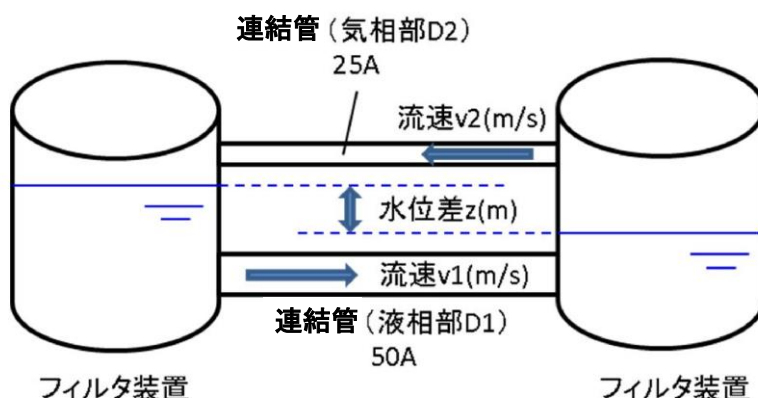 連結管（気相部D2）
25A
流速v2(m/s)
水位差z(m)
流速v1(m/s)
連結管（液相部D1）
50A
フィルタ装置
フィルタ装置